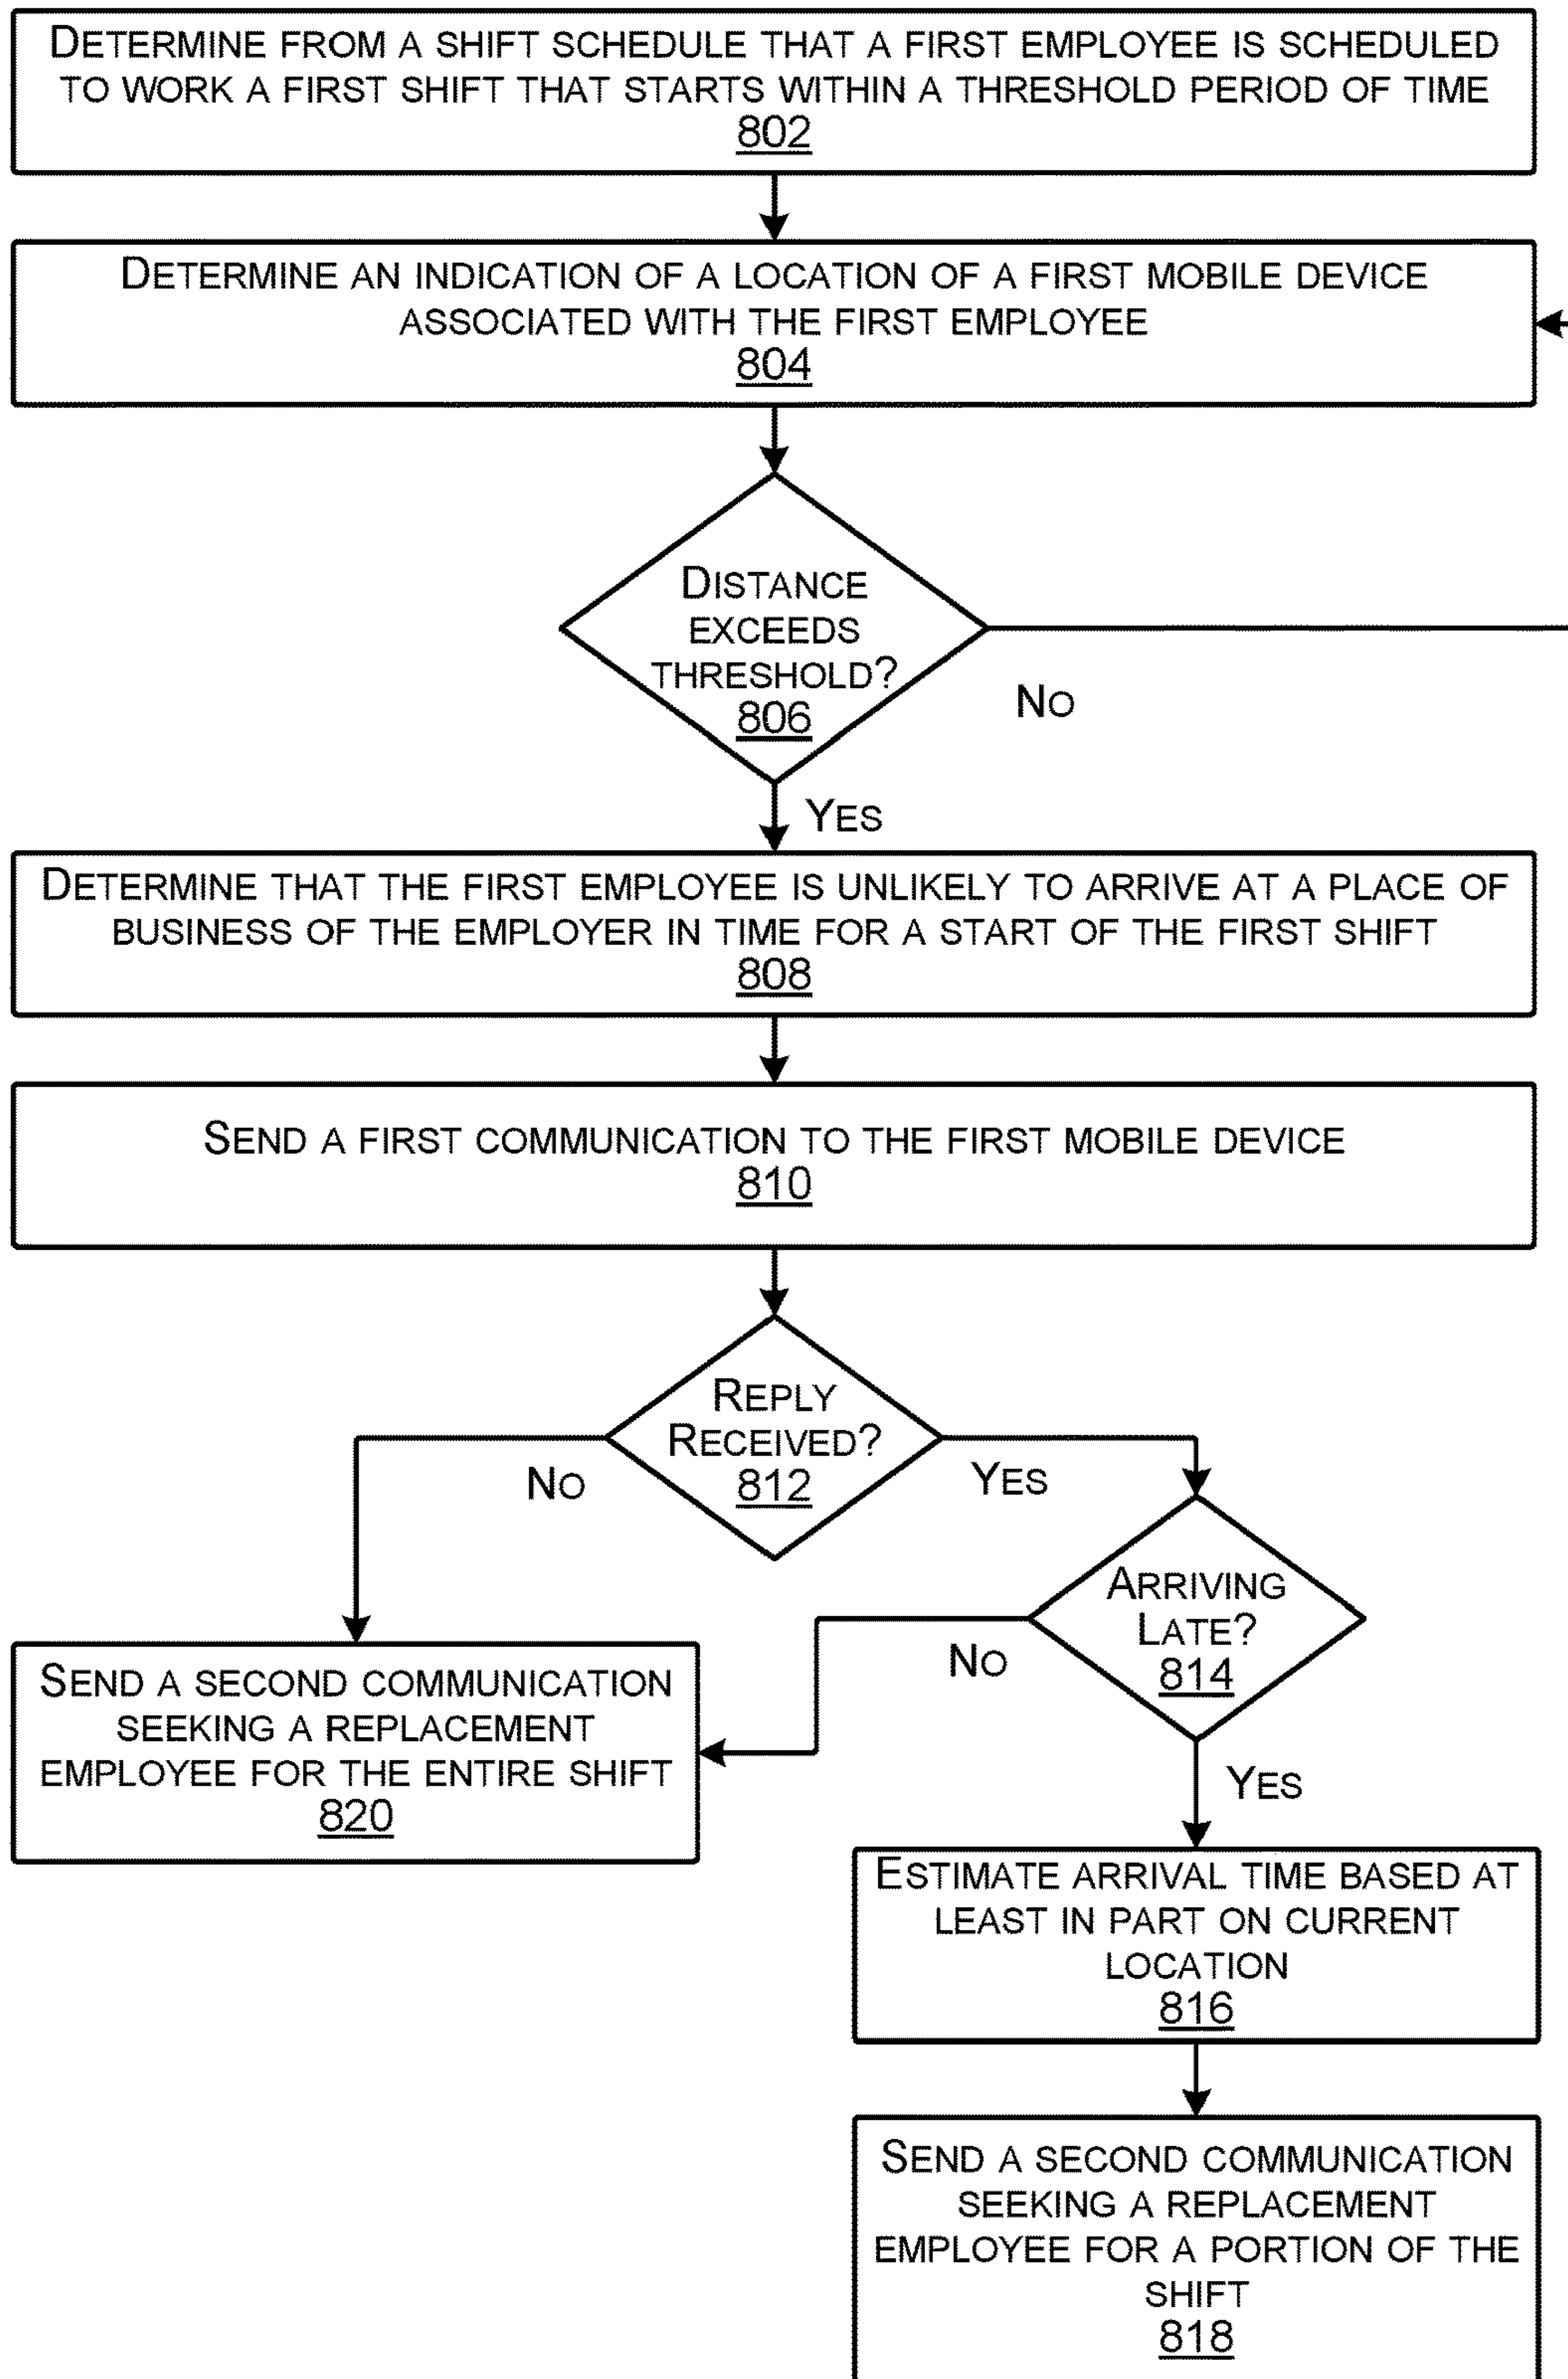 DETERMINE FROM A SHIFT SCHEDULE THAT A FIRST EMPLOYEE IS SCHEDULED
TO WORK A FIRST SHIFT THAT STARTS WITHIN A THRESHOLD PERIOD OF TIME
802
DETERMINE AN INDICATION OF A LOCATION OF A FIRST MOBILE DEVICE
ASSOCIATED WITH THE FIRST EMPLOYEE
804
DISTANCE
EXCEEDS
THRESHOLD?
806
NO
YES
DETERMINE THAT THE FIRST EMPLOYEE IS UNLIKELY TO ARRIVE AT A PLACE OF
BUSINESS OF THE EMPLOYER IN TIME FOR A START OF THE FIRST SHIFT
808
SEND A FIRST COMMUNICATION TO THE FIRST MOBILE DEVICE
810
REPLY
RECEIVED?
812
NO
YES
ARRIVING
LATE?
814
NO
YES
SEND A SECOND COMMUNICATION
SEEKING A REPLACEMENT
EMPLOYEE FOR THE ENTIRE SHIFT
820
ESTIMATE ARRIVAL TIME BASED AT
LEAST IN PART ON CURRENT
LOCATION
816
SEND A SECOND COMMUNICATION
SEEKING A REPLACEMENT
EMPLOYEE FOR A PORTION OF THE
SHIFT
818